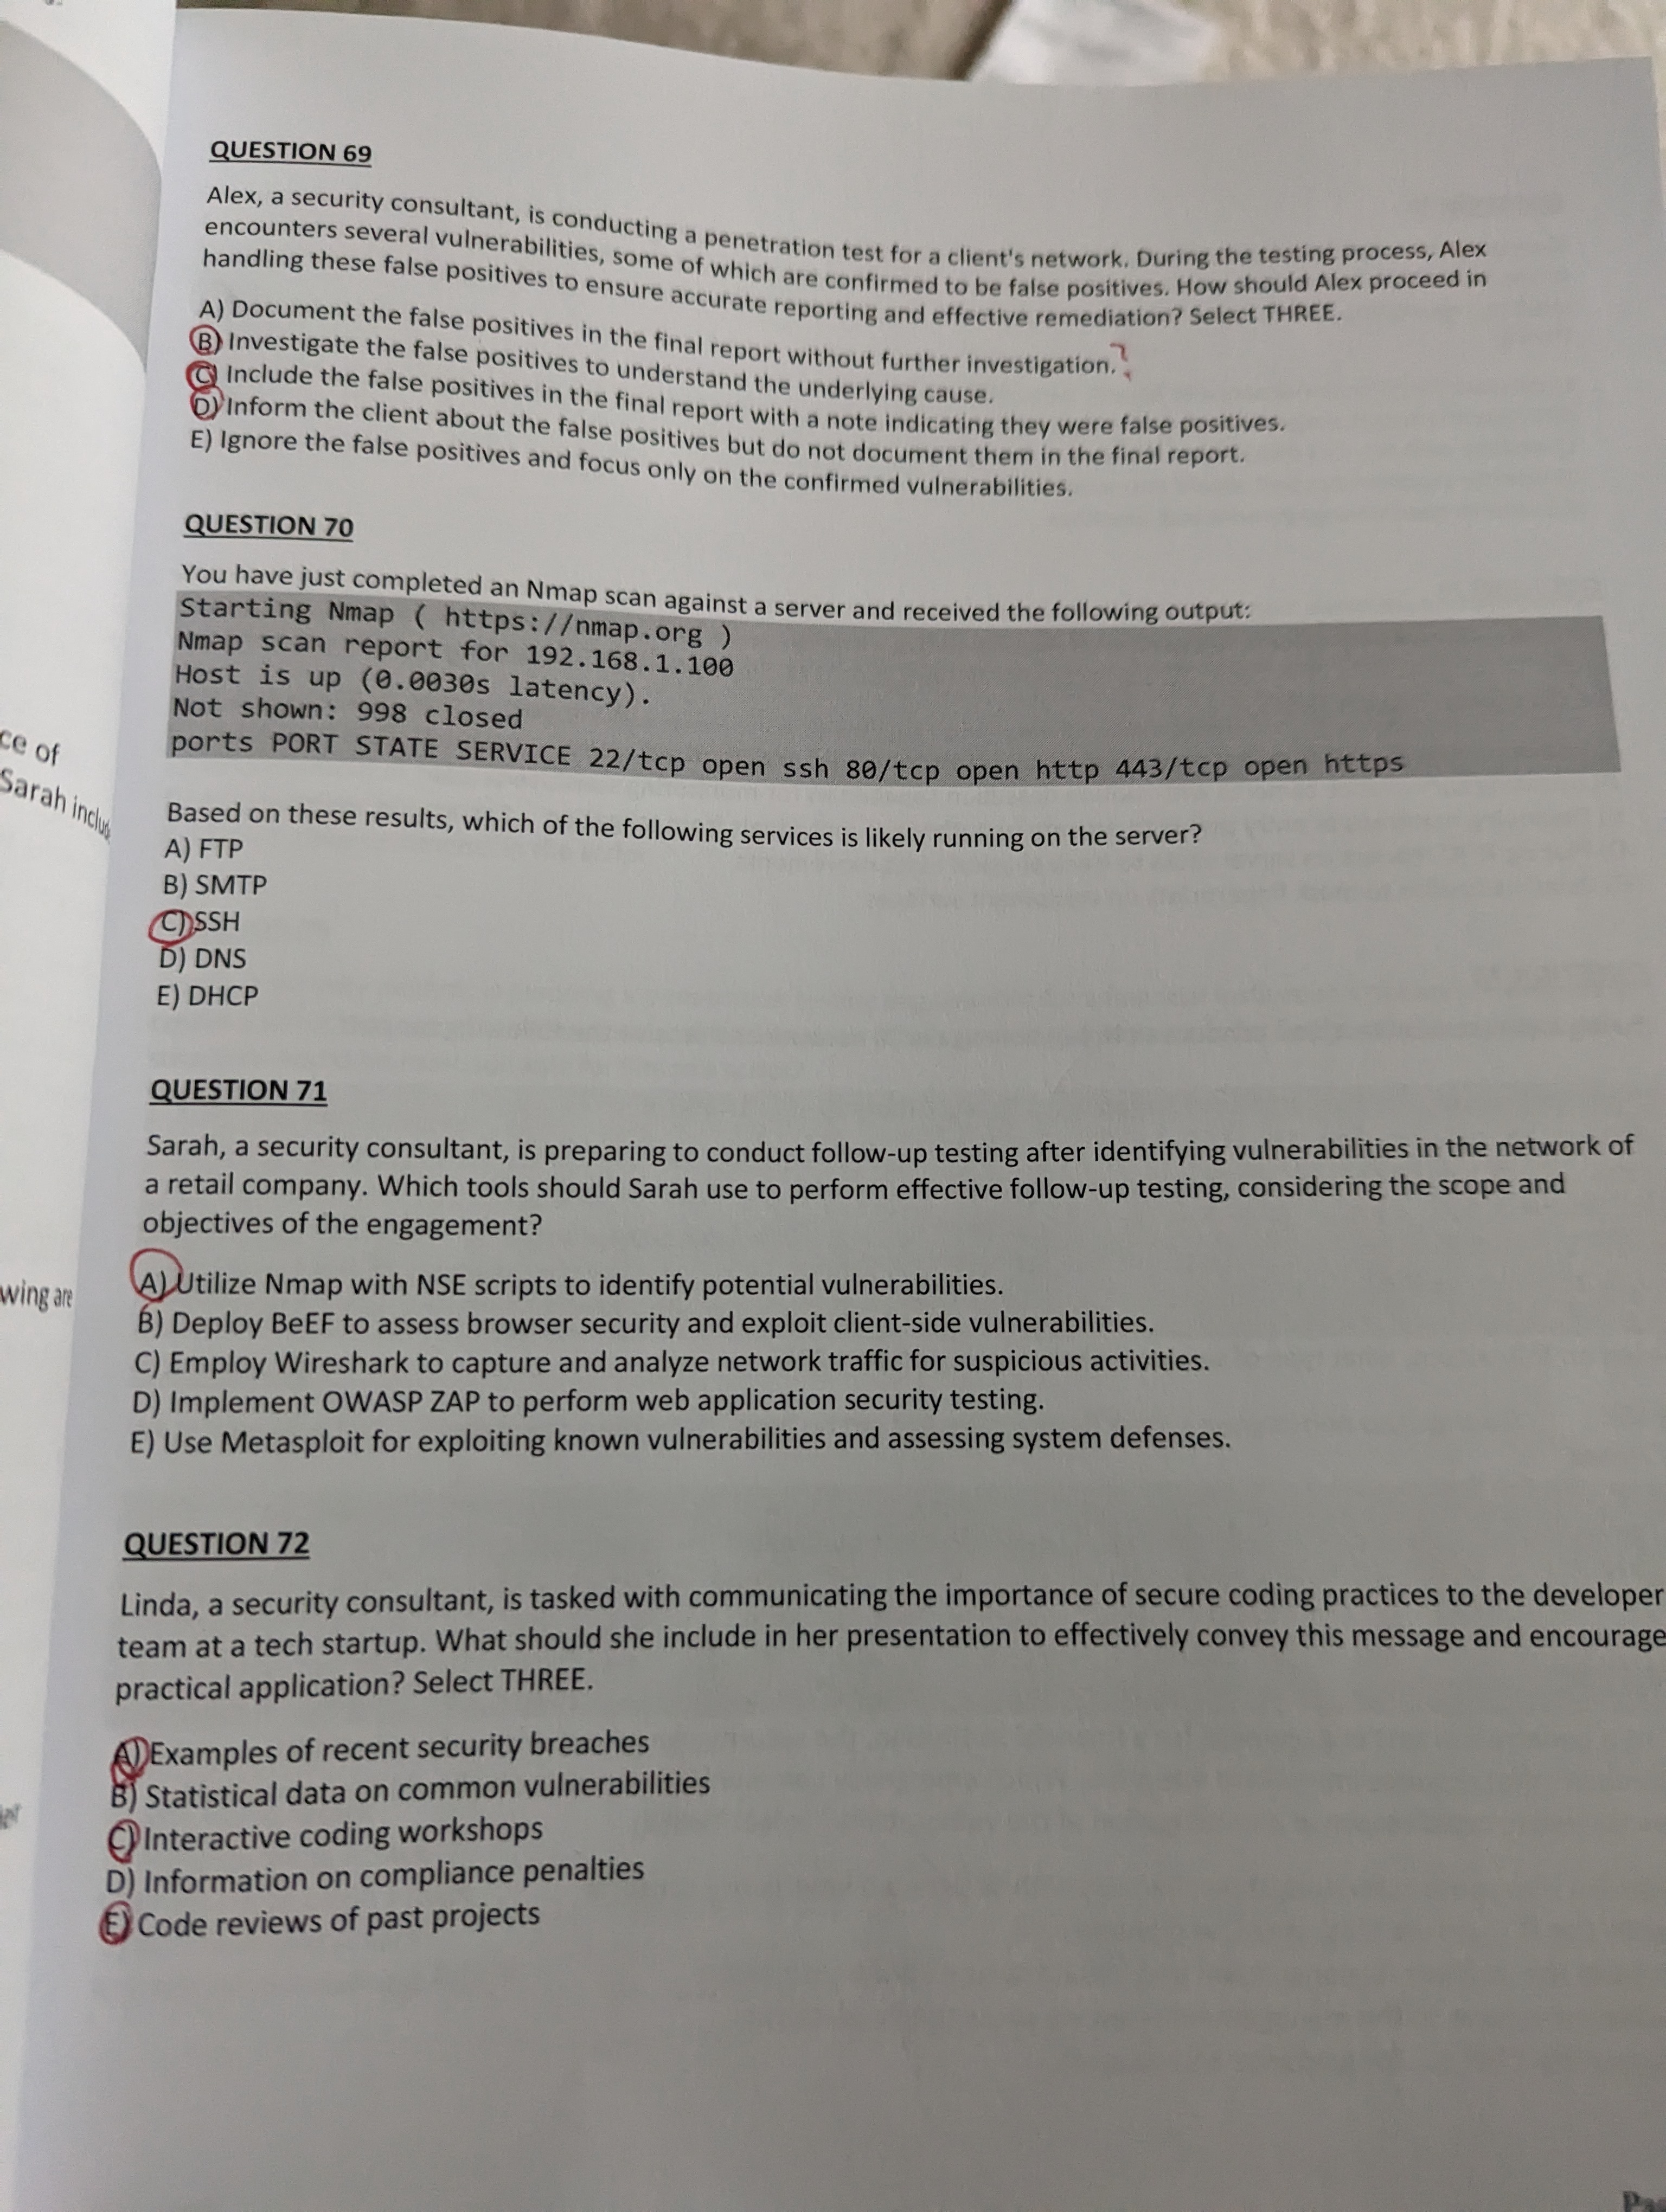 QUESTION 69
Alex, a security consultant, is conducting a penetration test for a client's network. During the testing process, Alex
encounters several vulnerabilities, some of which are confirmed to be false positives. How should Alex proceed in
handling these false positives to ensure accurate reporting and effective remediation? Select THREE.
A) Document the false positives in the final report without further investigation. ?
B) Investigate the false positives to understand the underlying cause.
C) Include the false positives in the final report with a note indicating they were false positives.
D) Inform the client about the false positives but do not document them in the final report.
E) Ignore the false positives and focus only on the confirmed vulnerabilities.
QUESTION 70
You have just completed an Nmap scan against a server and received the following output:
Starting Nmap ( https://nmap.org )
Nmap scan report for 192.168.1.100
Host is up (0.0030s latency).
Not shown: 998 closed
ports PORT STATE SERVICE 22/tcp open ssh 80/tcp open http 443/tcp open https
Based on these results, which of the following services is likely running on the server?
A) FTP
B) SMTP
C) SSH
D) DNS
E) DHCP
QUESTION 71
Sarah, a security consultant, is preparing to conduct follow-up testing after identifying vulnerabilities in the network of
a retail company. Which tools should Sarah use to perform effective follow-up testing, considering the scope and
objectives of the engagement?
A) Utilize Nmap with NSE scripts to identify potential vulnerabilities.
B) Deploy BeEF to assess browser security and exploit client-side vulnerabilities.
C) Employ Wireshark to capture and analyze network traffic for suspicious activities.
D) Implement OWASP ZAP to perform web application security testing.
E) Use Metasploit for exploiting known vulnerabilities and assessing system defenses.
QUESTION 72
Linda, a security consultant, is tasked with communicating the importance of secure coding practices to the developer
team at a tech startup. What should she include in her presentation to effectively convey this message and encourage
practical application? Select THREE.
A) Examples of recent security breaches
B) Statistical data on common vulnerabilities
C) Interactive coding workshops
D) Information on compliance penalties
E) Code reviews of past projects
ce of
Sarah includ
wing are